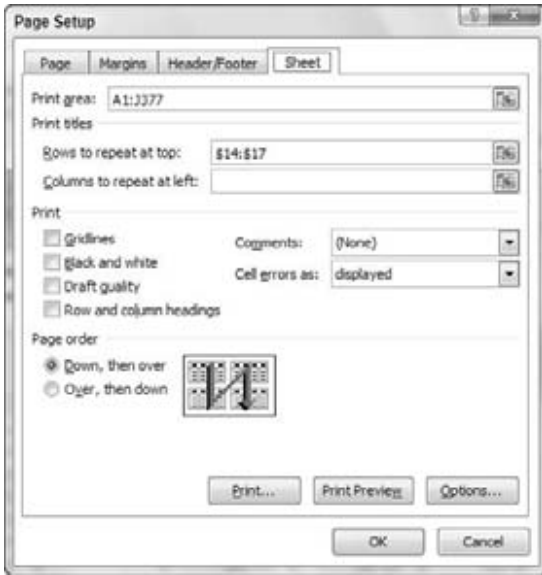 Page Setup
Page Margins Header/Footer Sheet
Print area: A1:J377
Print titles
Rows to repeat at top: $14:$17
Columns to repeat at left:
Print
Gridlines
Black and white
Draft quality
Row and column headings
Comments: (None)
Cell errors as: displayed
Page order
Down, then over
Over, then down
Print... Print Preview Options...
OK Cancel